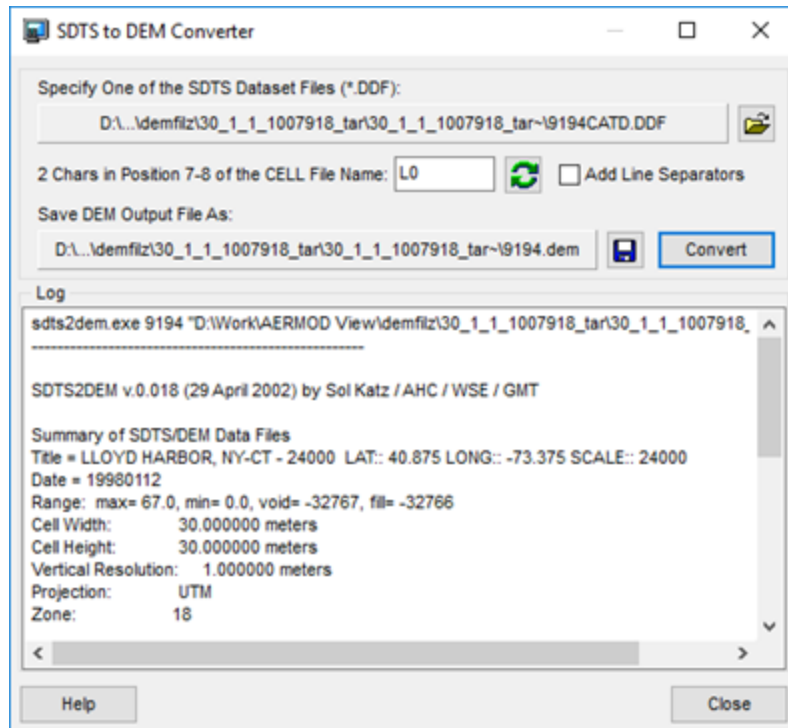 SDTS to DEM Converter
Specify One of the SDTS Dataset Files (*.DDF):
D:\...\demfilz\30_1_1_1007918_tar\30_1_1_1007918_tar~\9194CATD.DDF
2 Chars in Position 7-8 of the CELL File Name: L0 Add Line Separators
Save DEM Output File As:
D:\...\demfilz\30_1_1_1007918_tar\30_1_1_1007918_tar~\9194.dem Convert
Log
sdts2dem.exe 9194 "D:\Work\AERMOD View\demfilz\30_1_1_1007918_tar\30_1_1_1007918_
--------------------------------------------------------
SDTS2DEM v.0.018 (29 April 2002) by Sol Katz / AHC / WSE / GMT
Summary of SDTS/DEM Data Files
Title = LLOYD HARBOR, NY-CT - 24000 LAT:: 40.875 LONG:: -73.375 SCALE:: 24000
Date = 19980112
Range: max= 67.0, min= 0.0, void= -32767, fill= -32766
Cell Width: 30.000000 meters
Cell Height: 30.000000 meters
Vertical Resolution: 1.000000 meters
Projection: UTM
Zone: 18
Help Close